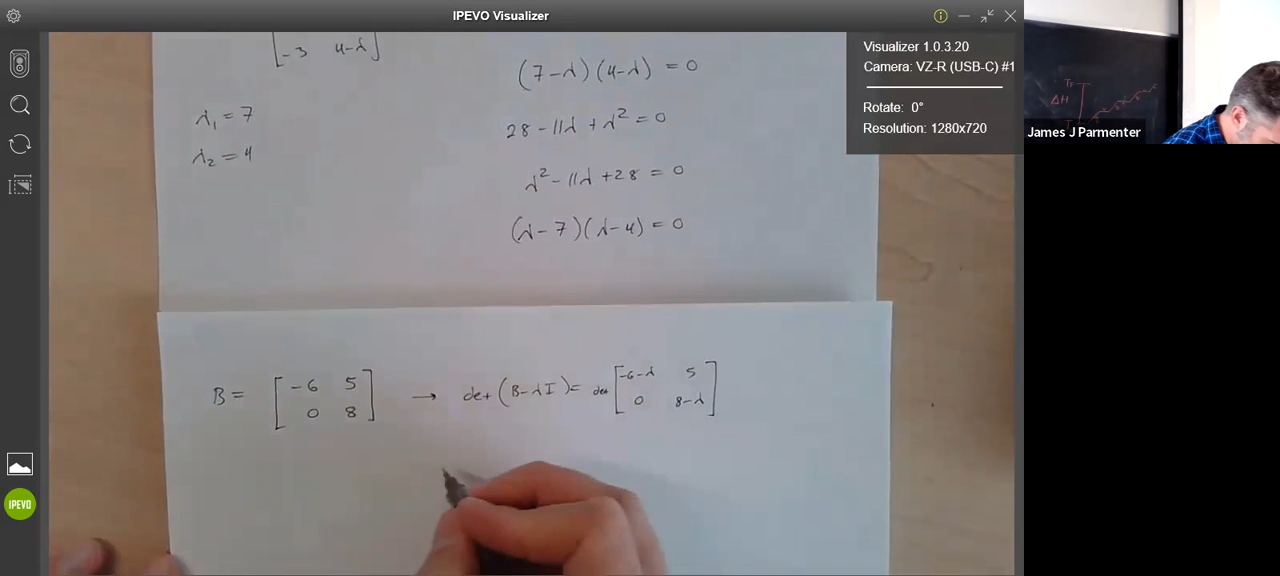 IPEVO Visualizer
Visualizer 1.0.3.20
Camera: VZ-R (USB-C) #1
Rotate: 0°
Resolution: 1280x720
James J Parmenter
ΔH
IPEVO
-3 4-λ
λ₁ = 7
λ₂ = 4
(7-λ)(4-λ) = 0
28 - 11λ + λ² = 0
λ² - 11λ + 28 = 0
(λ - 7)(λ - 4) = 0
B = [-6 5 → det (B-λI) = det [-6-λ 5
0 8] 0 8-λ]